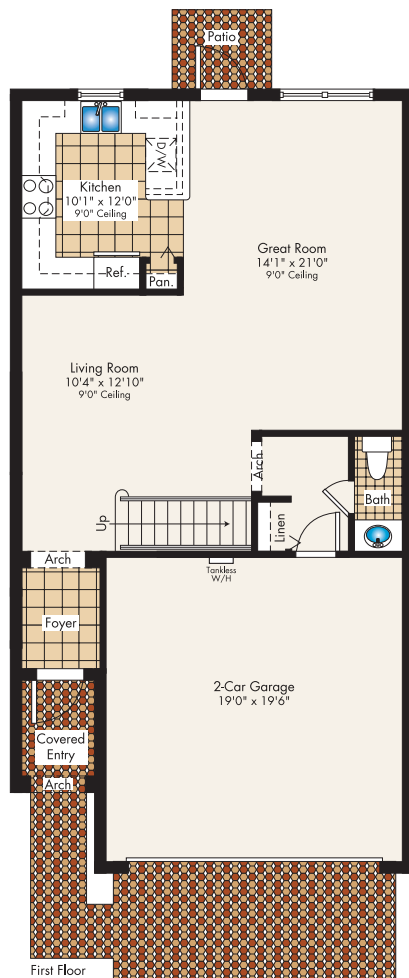 Patio
D/W
Kitchen
10'1" x 12'0"
9'0" Ceiling
Ref.
Pan.
Great Room
14'1" x 21'0"
9'0" Ceiling
Living Room
10'4" x 12'10"
9'0" Ceiling
Arch
Bath
Up
Linen
Arch
Tankless
W/H
Foyer
2-Car Garage
19'0" x 19'6"
Covered
Entry
Arch
First Floor